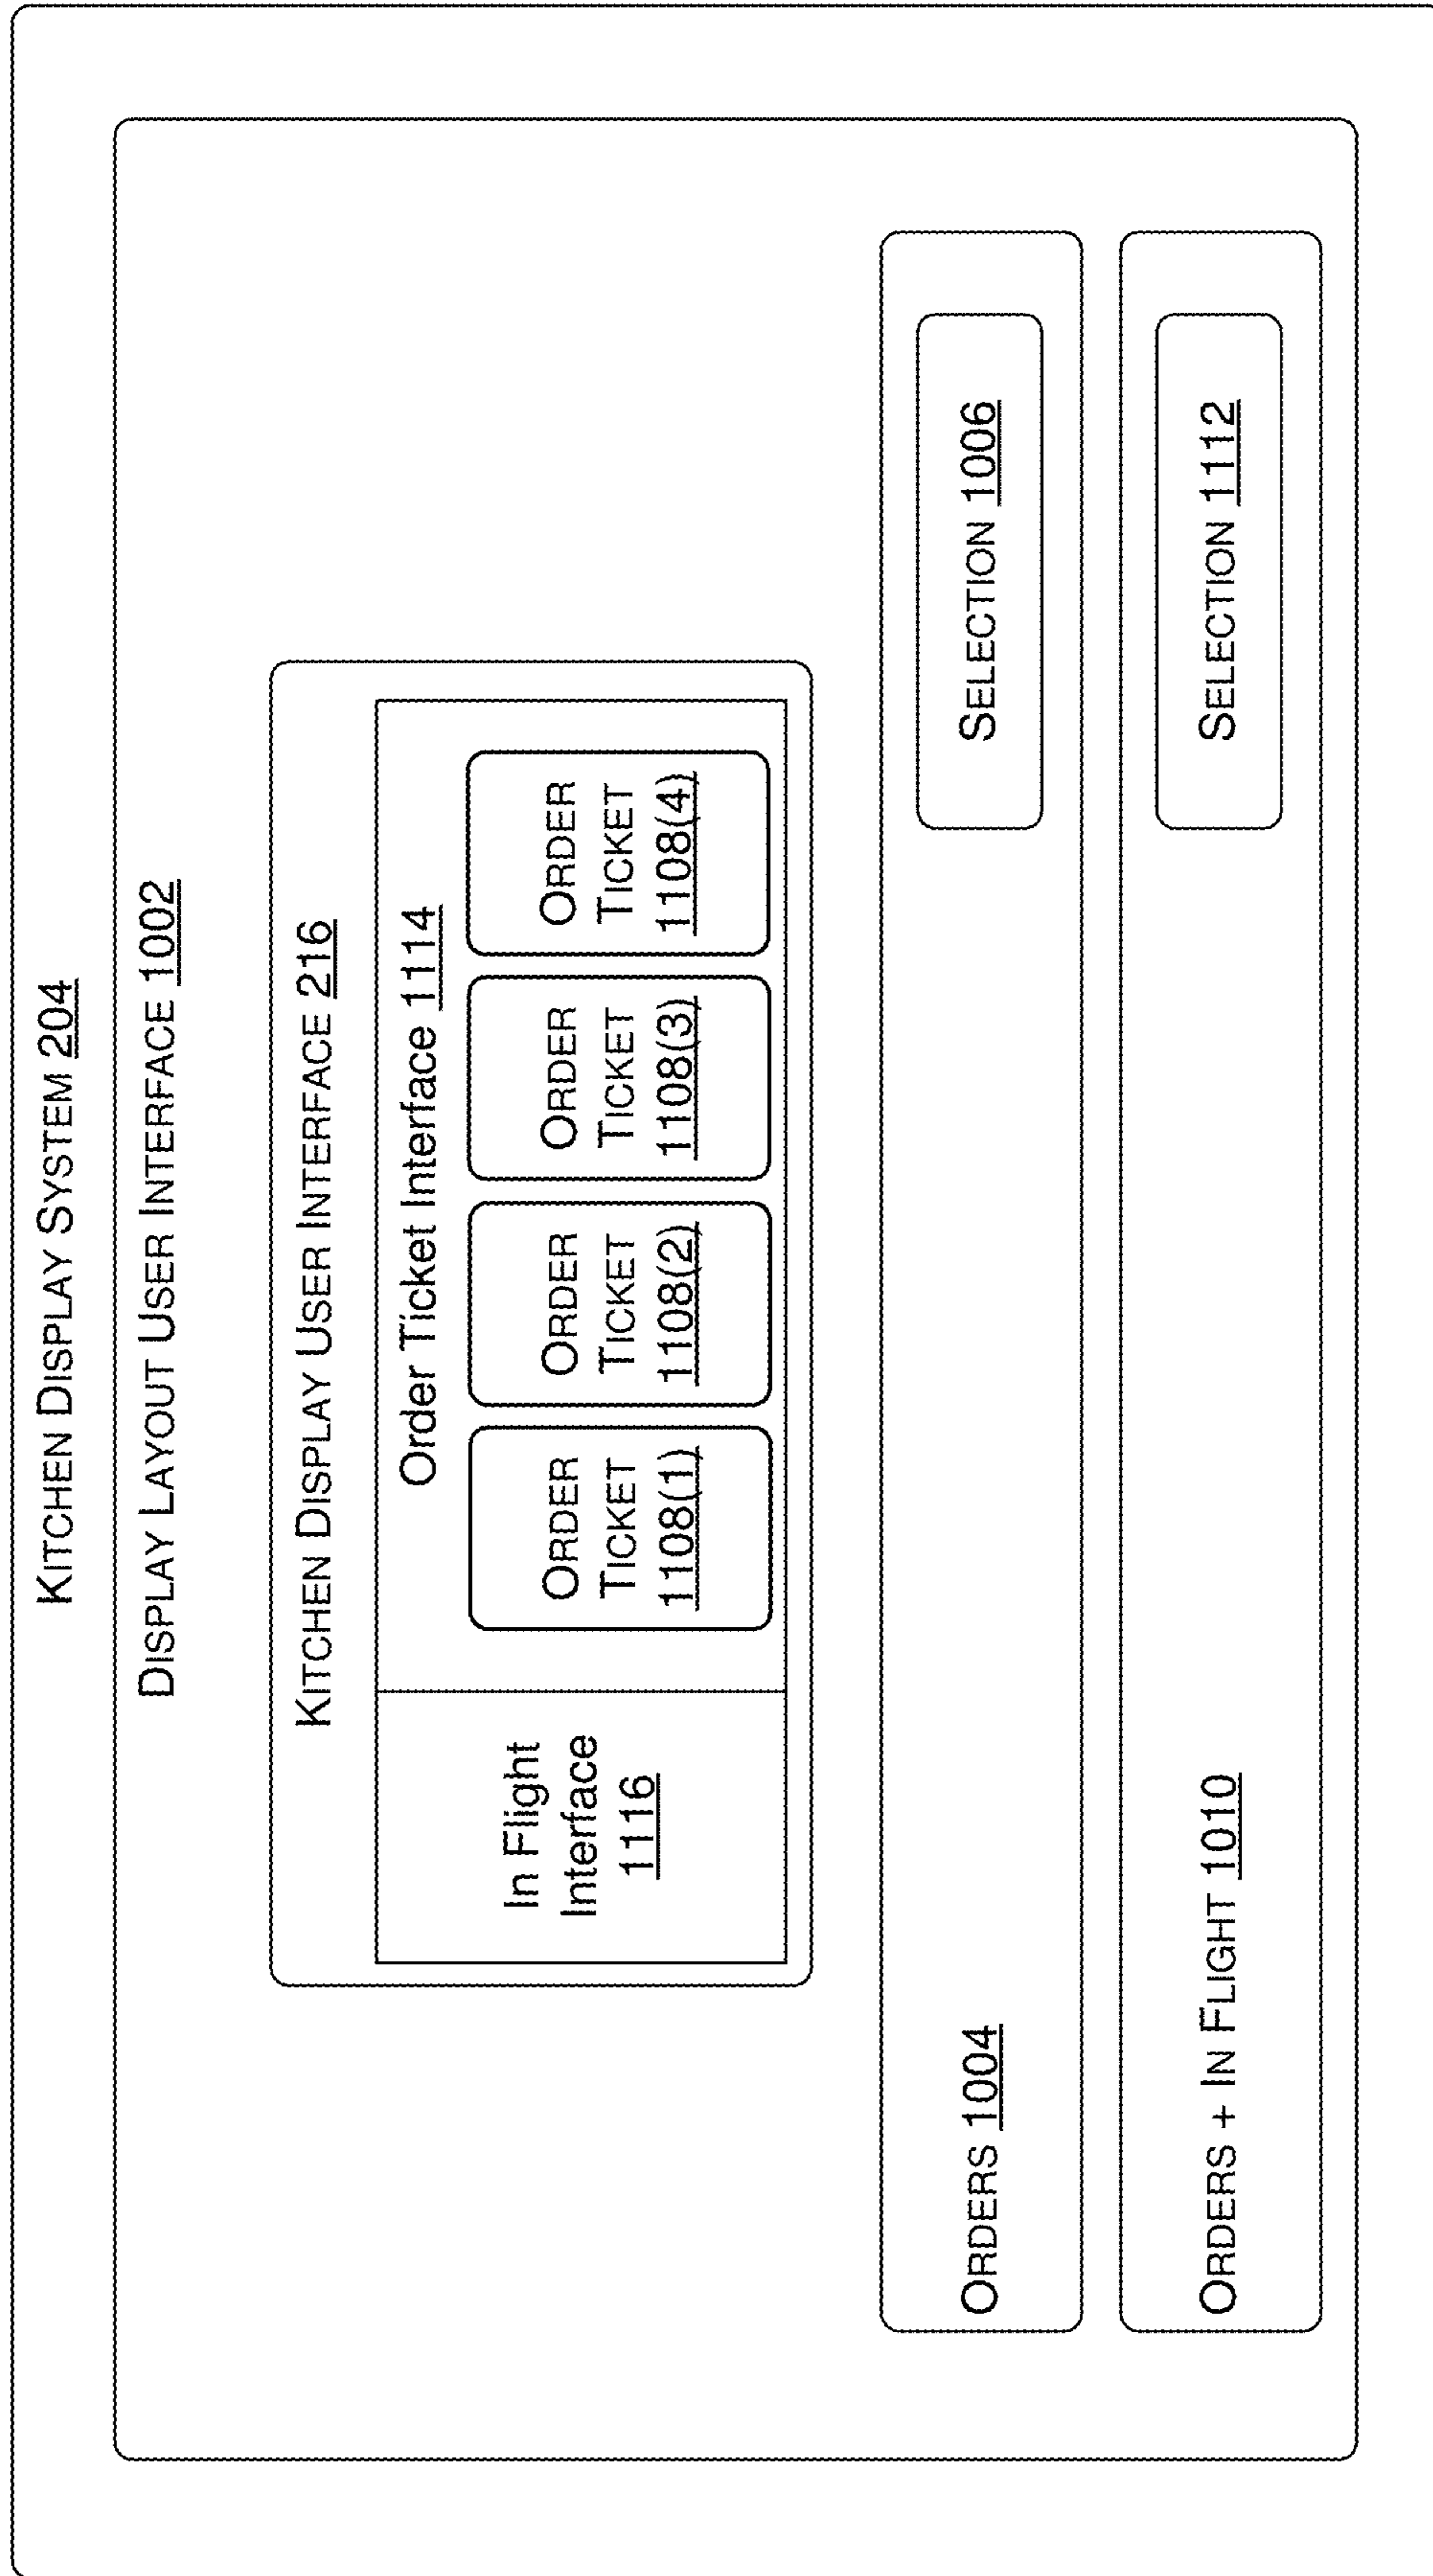 KITCHEN DISPLAY SYSTEM 204
DISPLAY LAYOUT USER INTERFACE 1002
KITCHEN DISPLAY USER INTERFACE 216
In Flight
Interface
1116
Order Ticket Interface 1114
ORDER
TICKET
1108(1)
ORDER
TICKET
1108(2)
ORDER
TICKET
1108(3)
ORDER
TICKET
1108(4)
ORDERS 1004
SELECTION 1006
ORDERS + IN FLIGHT 1010
SELECTION 1112